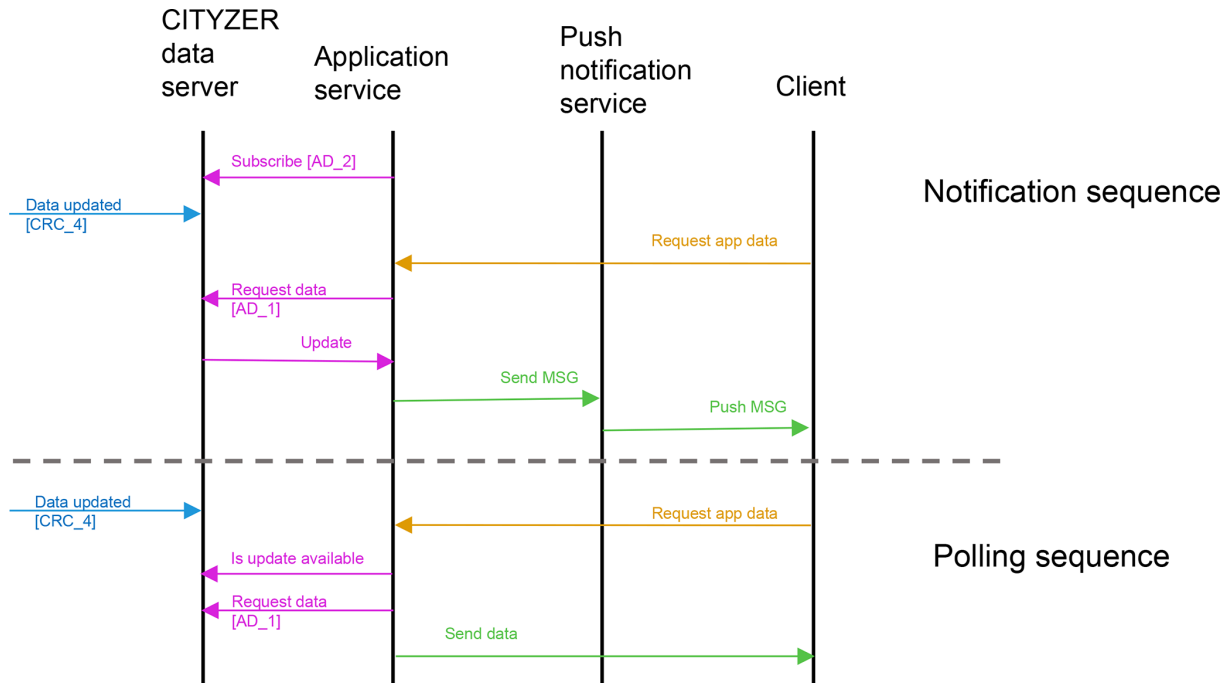 CITYZER
data
server
Application
service
Push
notification
service
Client
Subscribe [AD_2]
Notification sequence
Data updated
[CRC_4]
Request app data
Request data
[AD_1]
Update
Send MSG
Push MSG
Data updated
[CRC_4]
Request app data
Is update available
Polling sequence
Request data
[AD_1]
Send data